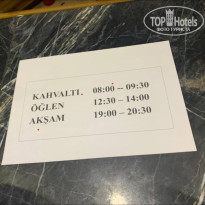 TOP Hotels
ФОТО ТУРИСТА
KAHVALTI. 08:00 -- 09:30
ÖĞLEN 12:30 – 14:00
AKŞAM 19:00 – 20:30